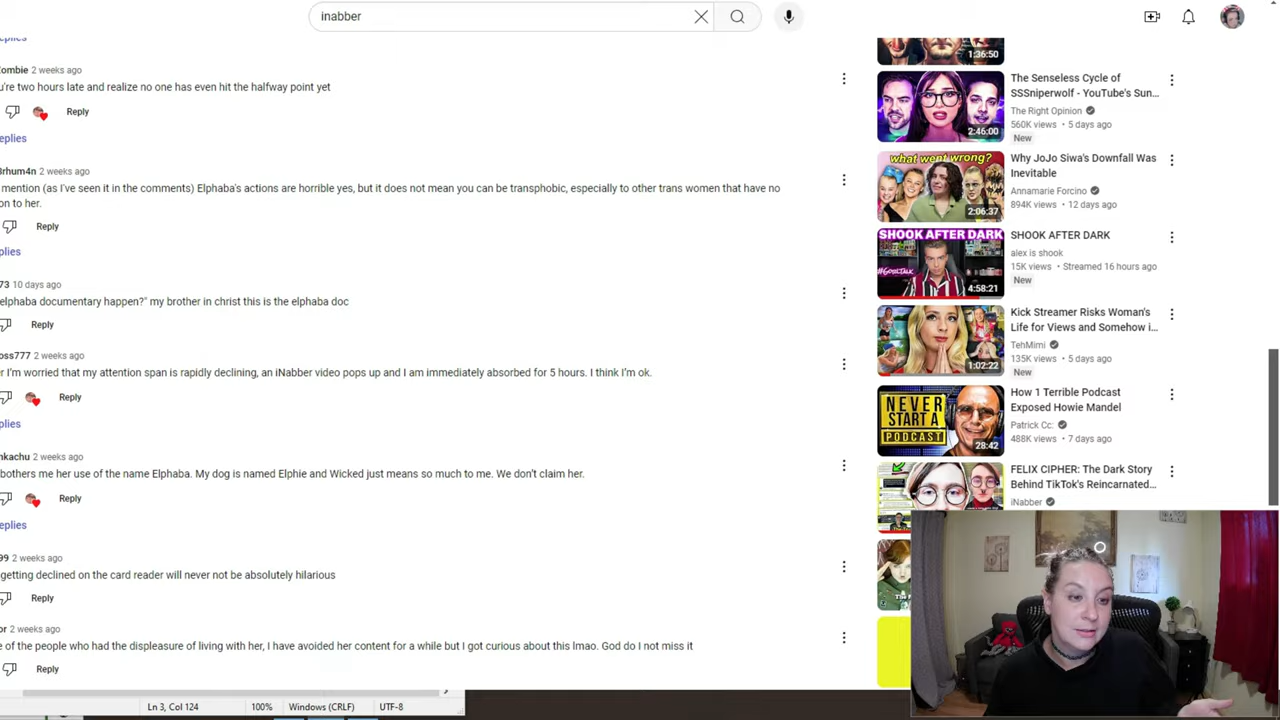 inabber
eplies
ombie 2 weeks ago
u're two hours late and realize no one has even hit the halfway point yet
Reply
eplies
3rhum4n 2 weeks ago
mention (as I've seen it in the comments) Elphaba's actions are horrible yes, but it does not mean you can be transphobic, especially to other trans women that have no
on to her.
Reply
plies
73 10 days ago
elphaba documentary happen?" my brother in christ this is the elphaba doc
Reply
oss777 2 weeks ago
r I'm worried that my attention span is rapidly declining, an iNabber video pops up and I am immediately absorbed for 5 hours. I think I'm ok.
Reply
eplies
nkachu 2 weeks ago
bothers me her use of the name Elphaba. My dog is named Elphie and Wicked just means so much to me. We don't claim her.
Reply
eplies
99 2 weeks ago
getting declined on the card reader will never not be absolutely hilarious
Reply
or 2 weeks ago
e of the people who had the displeasure of living with her, I have avoided her content for a while but I got curious about this lmao. God do I not miss it
Reply
1:36:50
The Senseless Cycle of
SSSniperwolf - YouTube's Sun...
The Right Opinion
560K views • 5 days ago
New
2:46:00
what went wrong?
2:06:37
Why JoJo Siwa's Downfall Was
Inevitable
Annamarie Forcino
894K views • 12 days ago
SHOOK AFTER DARK
4:58:21
SHOOK AFTER DARK
alex is shook
15K views • Streamed 16 hours ago
New
1:02:22
Kick Streamer Risks Woman's
Life for Views and Somehow i...
TehMimi
135K views • 5 days ago
New
NEVER
START A
PODCAST
28:42
How 1 Terrible Podcast
Exposed Howie Mandel
Patrick Cc:
488K views • 7 days ago
FELIX CIPHER: The Dark Story
Behind TikTok's Reincarnated...
iNabber
Ln 3, Col 124
100%
Windows (CRLF)
UTF-8